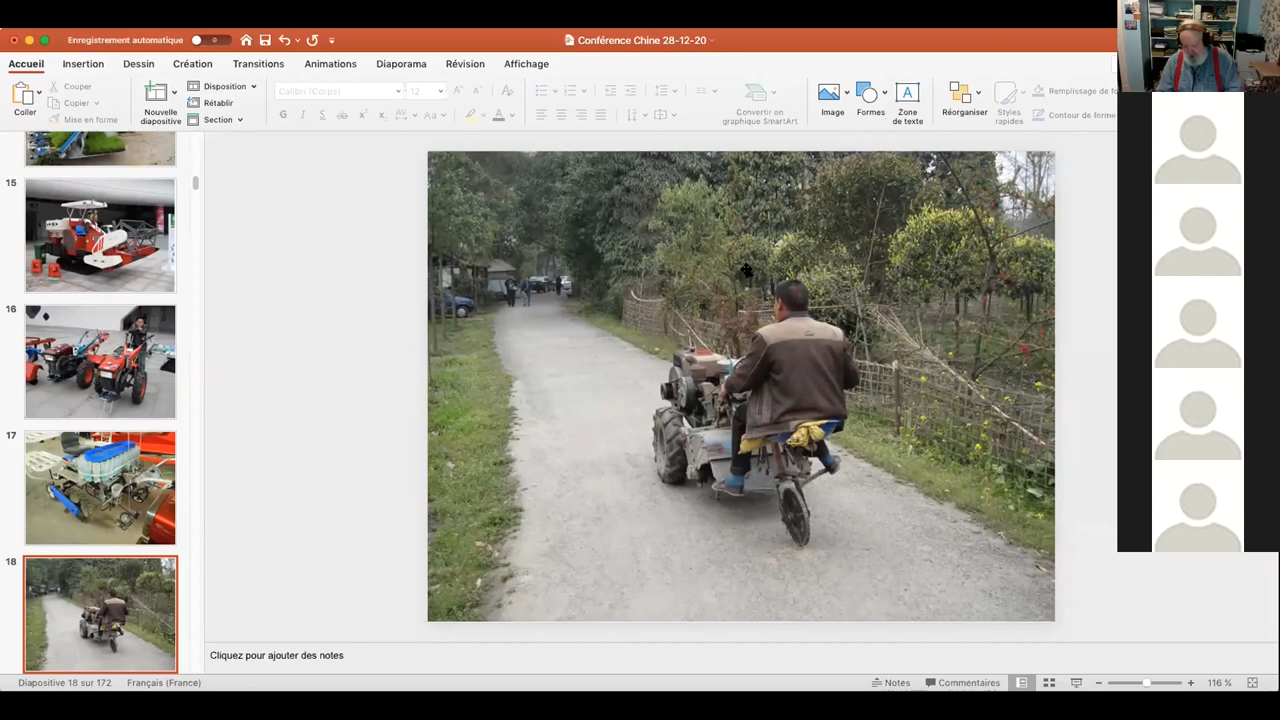 Enregistrement automatique
Conférence Chine 28-12-20
Accueil Insertion Dessin Création Transitions Animations Diaporama Révision Affichage
Coller
Couper
Copier
Mise en forme
Nouvelle
diapositive
Disposition
Rétablir
Section
Calibri (Corps) 12
Convertir en
graphique SmartArt
Image
Formes
Zone
de texte
Réorganiser
Styles
rapides
Remplissage de fo
Contour de forme
15
16
17
18
Cliquez pour ajouter des notes
Diapositive 18 sur 172 Français (France) Notes Commentaires 116 %